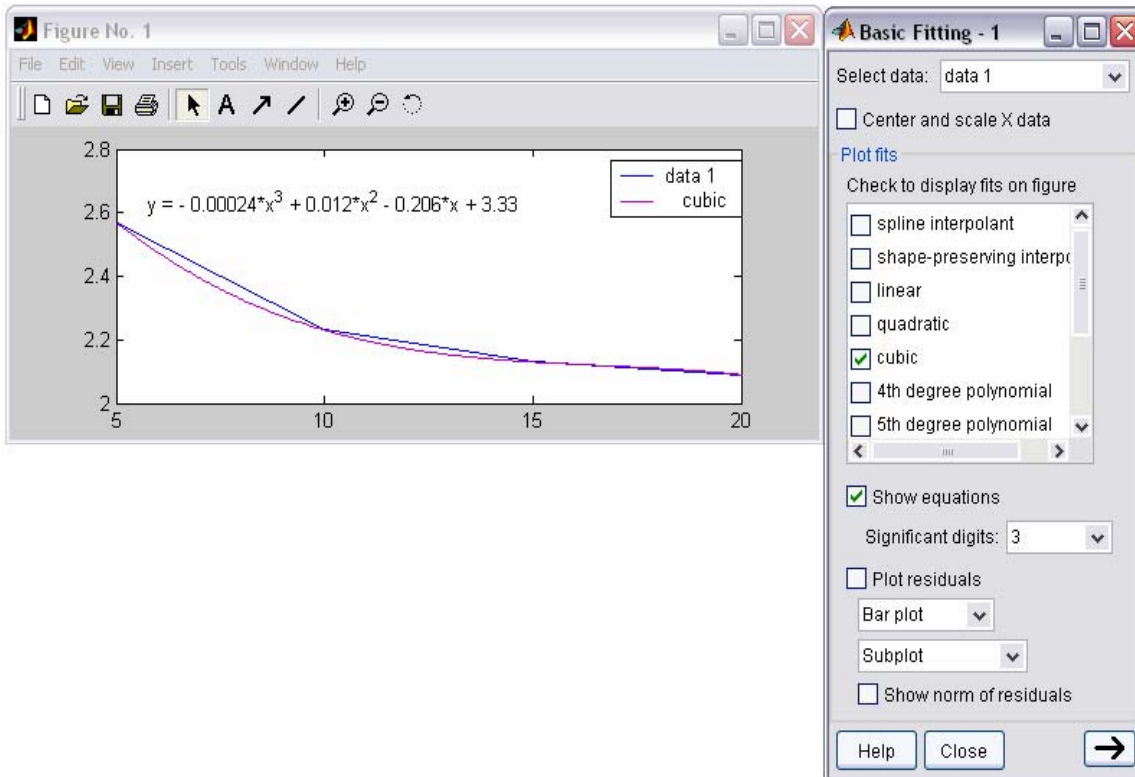 Figure No. 1
File Edit View Insert Tools Window Help
A
2.8
2.6
2.4
2.2
2
5
10
15
20
y = - 0.00024*x³ + 0.012*x² - 0.206*x + 3.33
data 1
cubic
Basic Fitting - 1
Select data: data 1
Center and scale X data
Plot fits
Check to display fits on figure
spline interpolant
shape-preserving interpo
linear
quadratic
cubic
4th degree polynomial
5th degree polynomial
Show equations
Significant digits: 3
Plot residuals
Bar plot
Subplot
Show norm of residuals
Help Close